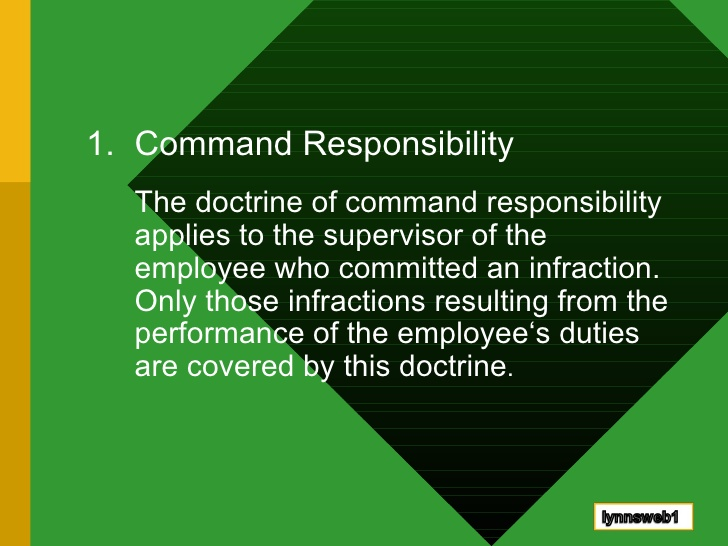 1. Command Responsibility
The doctrine of command responsibility
applies to the supervisor of the
employee who committed an infraction.
Only those infractions resulting from the
performance of the employee‘s duties
are covered by this doctrine.
lynnsweb1